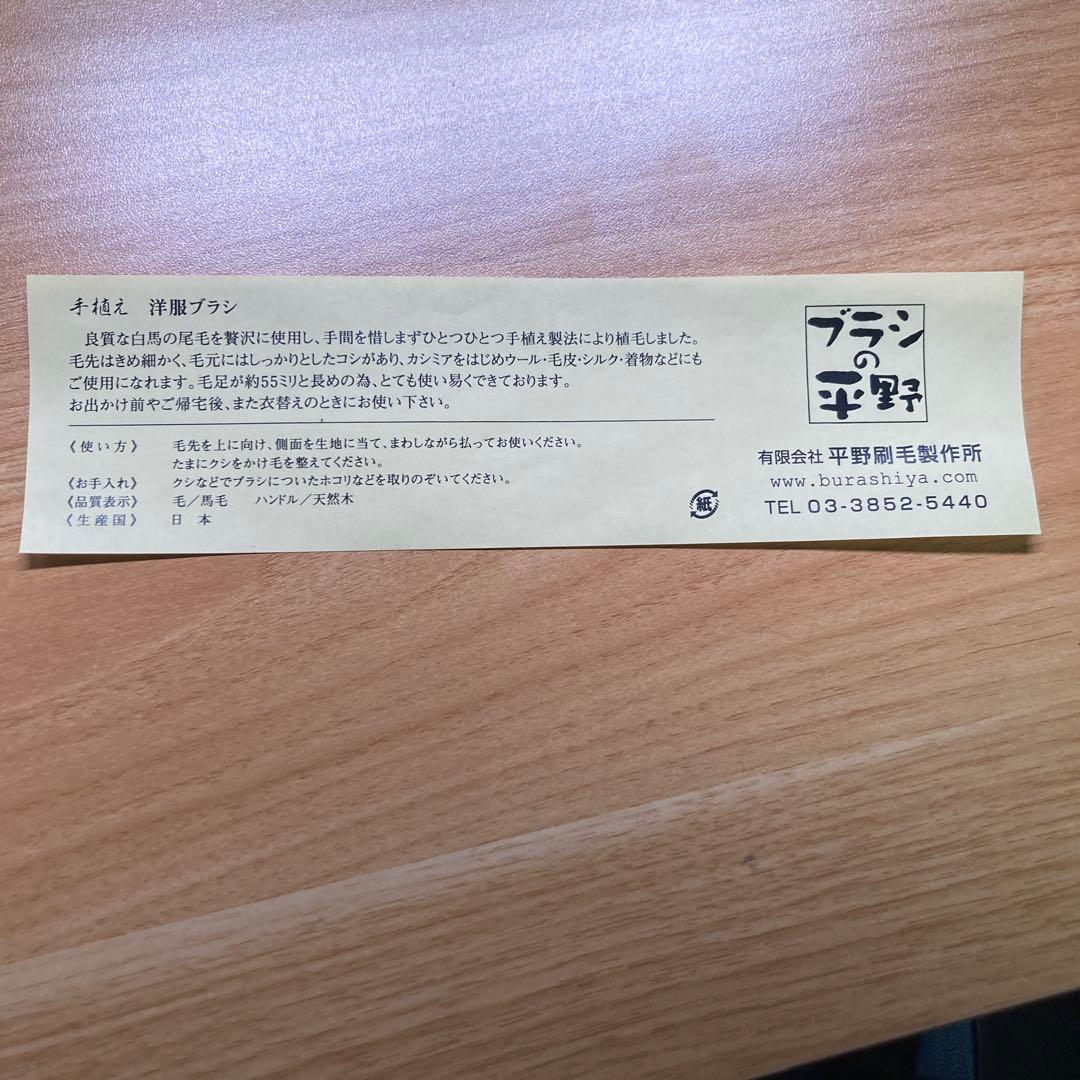 手植え 洋服ブラシ
良質な白馬の尾毛を贅沢に使用し、手間を惜しまずひとつひとつ手植え製法により植毛しました。
毛先はきめ細かく、毛元にはしっかりとしたコシがあり、カシミアをはじめウール・毛皮・シルク・着物などにも
ご使用になれます。毛足が約55ミリと長めの為、とても使い易くできております。
お出かけ前やご帰宅後、また衣替えのときにお使い下さい。
《使い方》 毛先を上に向け、側面を生地に当て、まわしながら払ってお使いください。
たまにクシをかけ毛を整えてください。
《お手入れ》 クシなどでブラシについたホコリなどを取りのぞいてください。
《品質表示》 毛／馬毛 ハンドル／天然木
《生産国》 日本
紙
ブラシ
の
平野
有限会社 平野刷毛製作所
www.burashiya.com
TEL 03-3852-5440